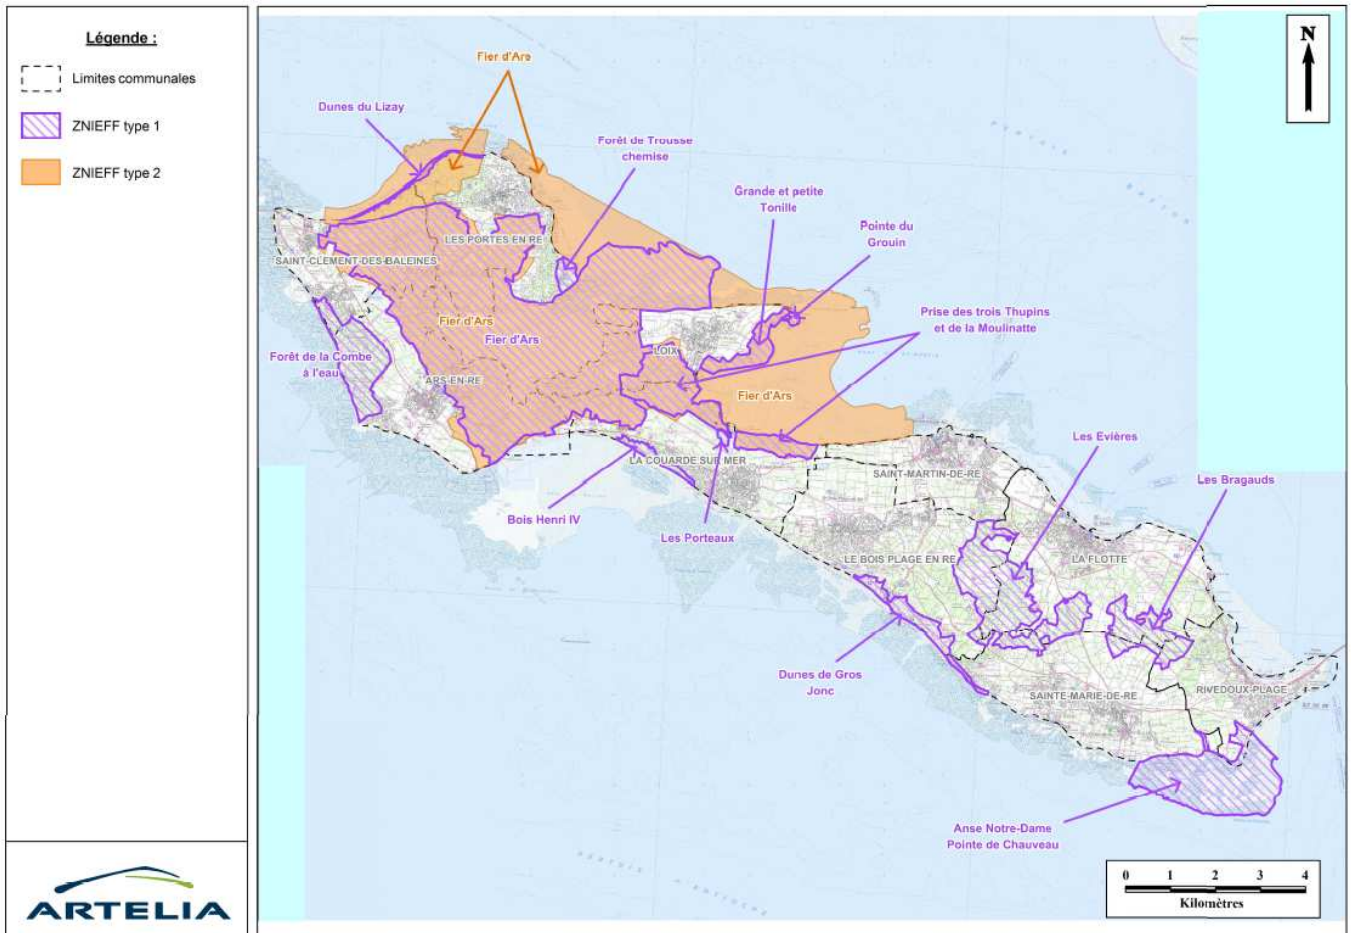 Légende :
Limites communales
ZNIEFF type 1
ZNIEFF type 2
ARTELIA
N
Fier d'Ars
Dunes du Lizay
Forêt de Trousse
chemise
Grande et petite
Tonille
Pointe du
Grouin
LES PORTES EN RE
SAINT-CLEMENT-DES-BALEINES
Prise des trois Thupins
et de la Moulinatte
Fier d'Ars
Fier d'Ars
LOIX
Forêt de la Combe
à l'eau
ARS-EN-RE
Fier d'Ars
Les Evières
LA COUARDE SUR MER
SAINT-MARTIN-DE-RE
Les Bragauds
Bois Henri IV
Les Porteaux
LE BOIS PLAGE EN RE
LA FLOTTE
Dunes de Gros
Jonc
SAINTE-MARIE-DE-RE
RIVEDOUX-PLAGE
Anse Notre-Dame
Pointe de Chauveau
0 1 2 3 4
Kilomètres